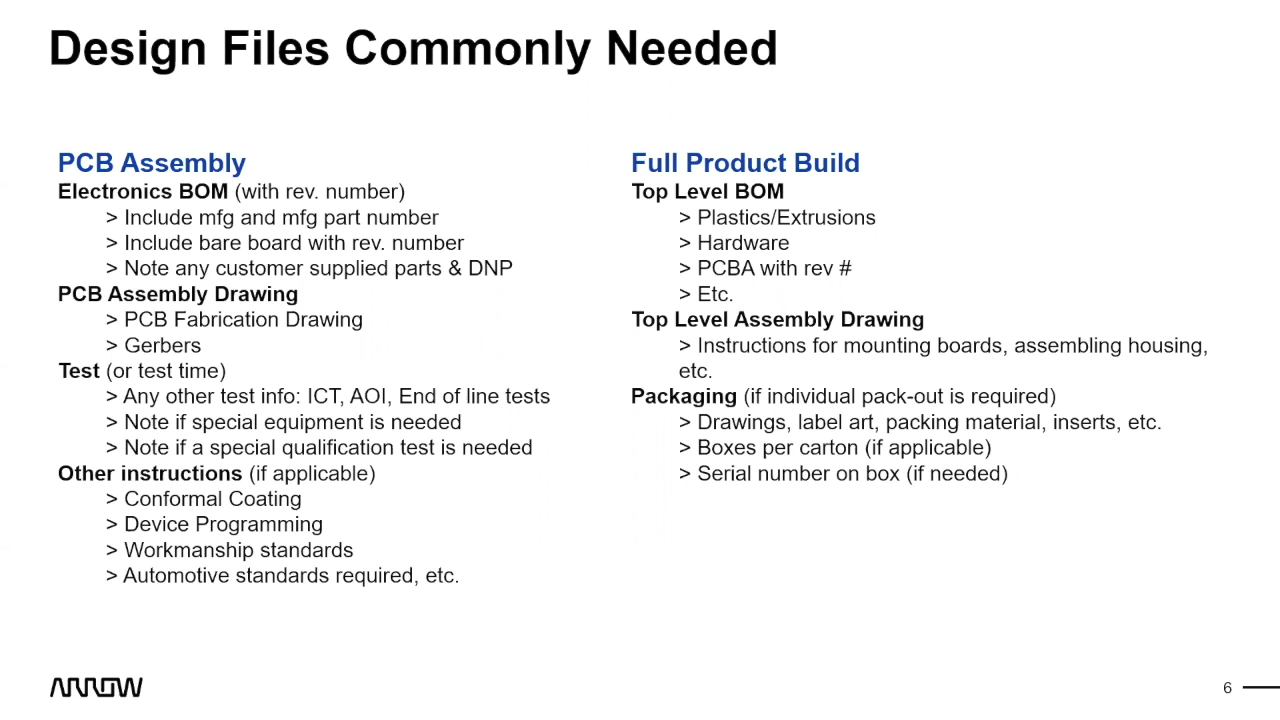 Design Files Commonly Needed
PCB Assembly
Electronics BOM (with rev. number)
> Include mfg and mfg part number
> Include bare board with rev. number
> Note any customer supplied parts & DNP
PCB Assembly Drawing
> PCB Fabrication Drawing
> Gerbers
Test (or test time)
> Any other test info: ICT, AOI, End of line tests
> Note if special equipment is needed
> Note if a special qualification test is needed
Other instructions (if applicable)
> Conformal Coating
> Device Programming
> Workmanship standards
> Automotive standards required, etc.
Full Product Build
Top Level BOM
> Plastics/Extrusions
> Hardware
> PCBA with rev #
> Etc.
Top Level Assembly Drawing
> Instructions for mounting boards, assembling housing,
etc.
Packaging (if individual pack-out is required)
> Drawings, label art, packing material, inserts, etc.
> Boxes per carton (if applicable)
> Serial number on box (if needed)
ARROW
6